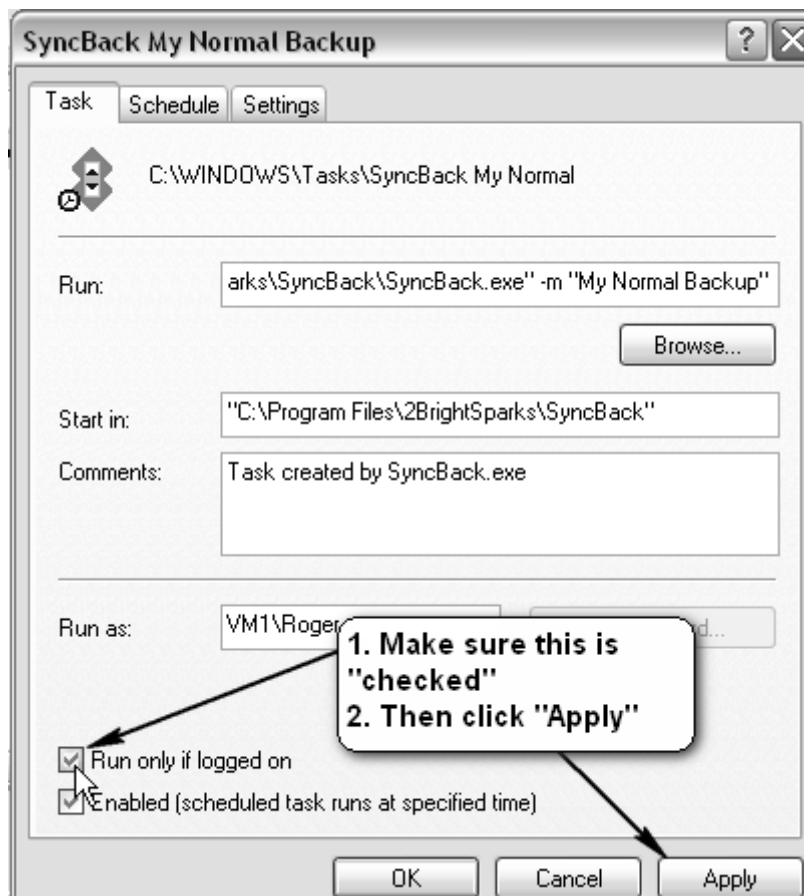 SyncBack My Normal Backup
Task Schedule Settings
C:\WINDOWS\Tasks\SyncBack My Normal
Run: arks\SyncBack\SyncBack.exe" -m "My Normal Backup"
Browse...
Start in: "C:\Program Files\2BrightSparks\SyncBack"
Comments: Task created by SyncBack.exe
Run as: VM1\Roger
1. Make sure this is
"checked"
2. Then click "Apply"
Run only if logged on
Enabled (scheduled task runs at specified time)
OK Cancel Apply